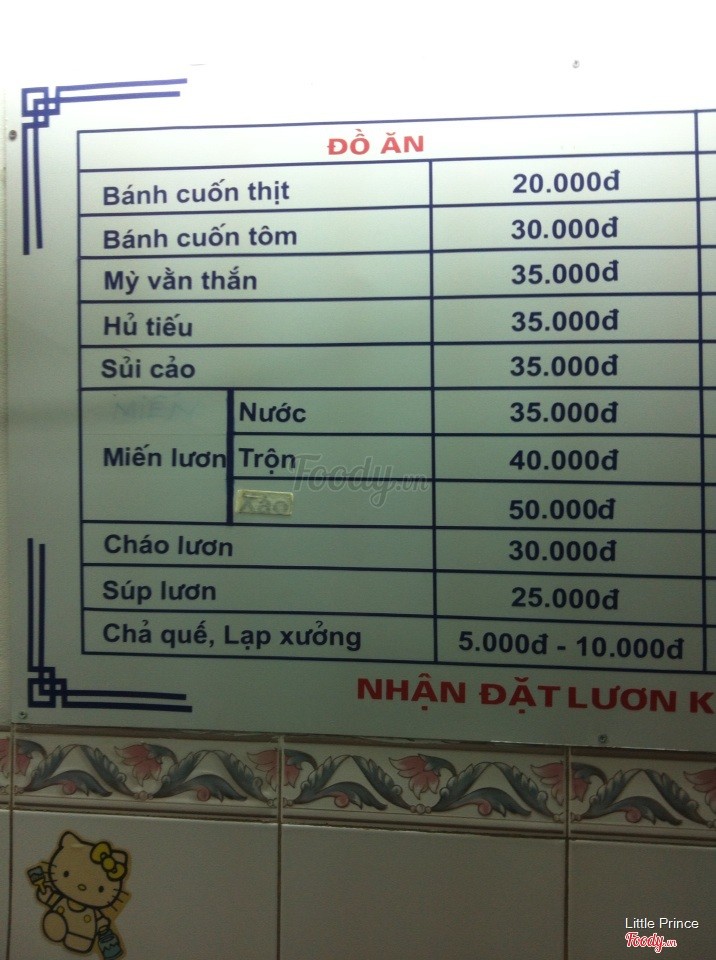 ĐỒ ĂN
Bánh cuốn thịt 20.000đ
Bánh cuốn tôm 30.000đ
Mỳ vằn thắn 35.000đ
Hủ tiếu 35.000đ
Sủi cảo 35.000đ
Miến lươn Nước 35.000đ
Trộn 40.000đ
Xào 50.000đ
Cháo lươn 30.000đ
Súp lươn 25.000đ
Chả quế, Lạp xưởng 5.000đ - 10.000đ
NHẬN ĐẶT LƯƠN K
Foody.vn
Little Prince
Foody.vn